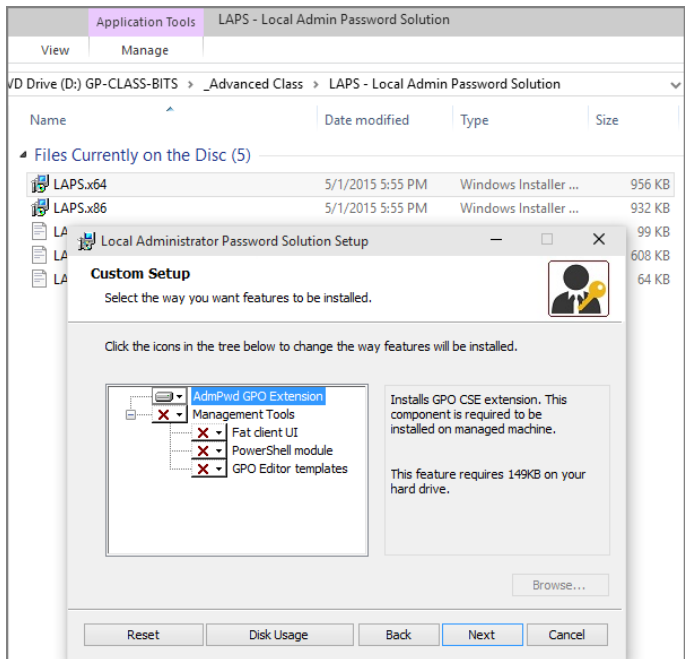 Application Tools LAPS - Local Admin Password Solution
View Manage
VD Drive (D:) GP-CLASS-BITS › _Advanced Class › LAPS - Local Admin Password Solution
Name Date modified Type Size
Files Currently on the Disc (5)
LAPS.x64 5/1/2015 5:55 PM Windows Installer ... 956 KB
LAPS.x86 5/1/2015 5:55 PM Windows Installer ... 932 KB
LA 99 KB
LA 608 KB
LA 64 KB
Local Administrator Password Solution Setup
Custom Setup
Select the way you want features to be installed.
Click the icons in the tree below to change the way features will be installed.
AdmPwd GPO Extension
Management Tools
Fat client UI
PowerShell module
GPO Editor templates
Installs GPO CSE extension. This
component is required to be
installed on managed machine.
This feature requires 149KB on your
hard drive.
Browse...
Reset Disk Usage Back Next Cancel